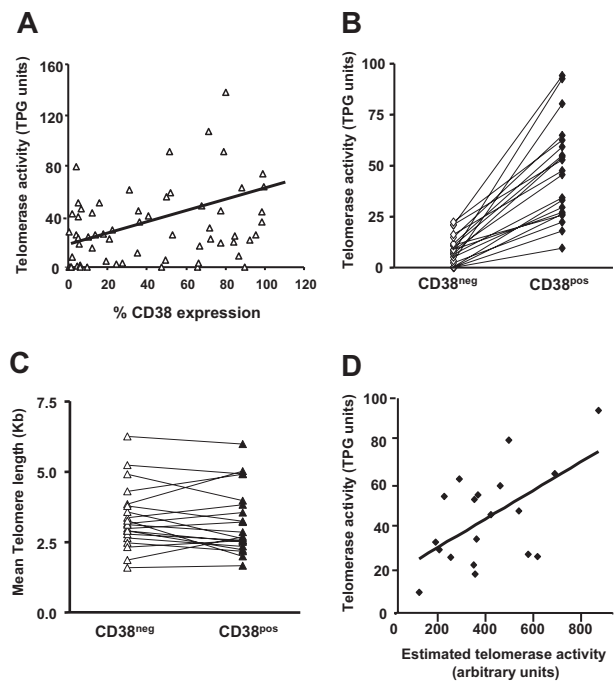 A
Telomerase activity (TPG units)
160
120
80
40
0
0 20 40 60 80 100 120
% CD38 expression
B
Telomerase activity (TPG units)
100
75
50
25
0
CD38neg CD38pos
C
Mean Telomere length (Kb)
7.5
5.0
2.5
0.0
CD38neg CD38pos
D
Telomerase activity (TPG units)
100
80
60
40
20
0
0 200 400 600 800
Estimated telomerase activity
(arbitrary units)